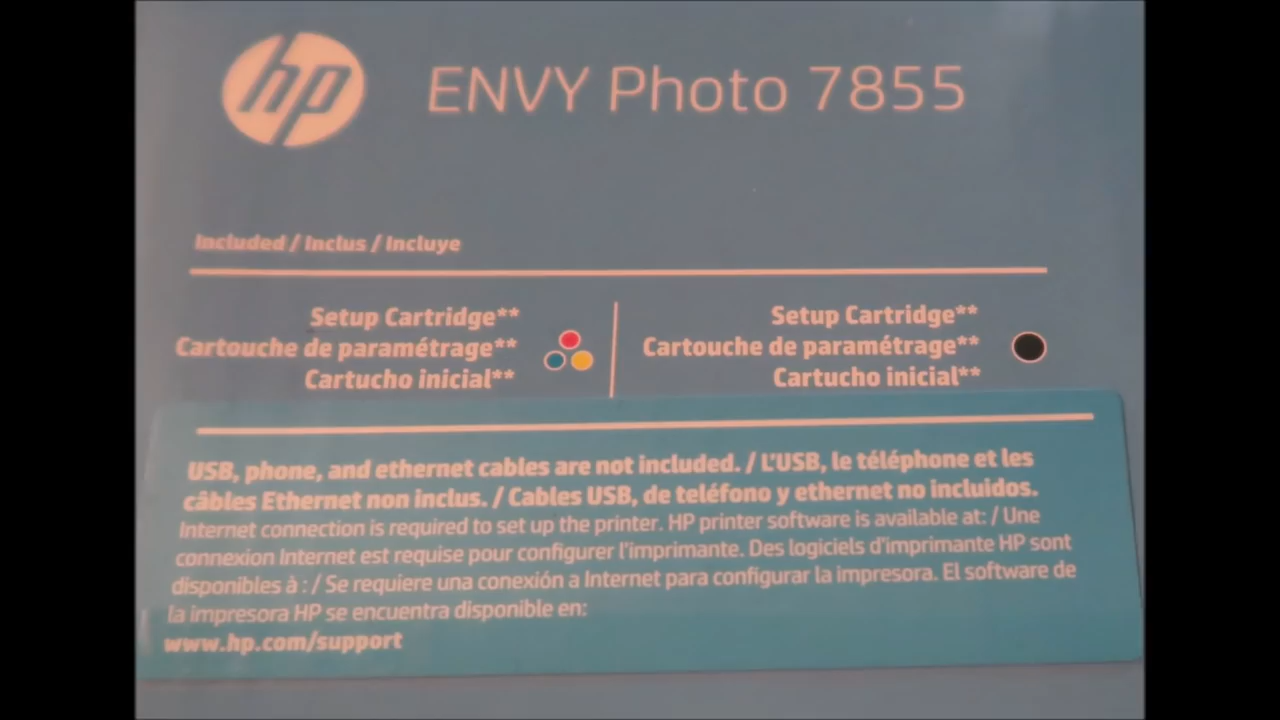 hp ENVY Photo 7855
Included / Inclus / Incluye
Setup Cartridge**
Cartouche de paramétrage**
Cartucho inicial**
Setup Cartridge**
Cartouche de paramétrage**
Cartucho inicial**
USB, phone, and ethernet cables are not included. / L'USB, le téléphone et les
câbles Ethernet non inclus. / Cables USB, de teléfono y ethernet no incluidos.
Internet connection is required to set up the printer. HP printer software is available at: / Une
connexion Internet est requise pour configurer l'imprimante. Des logiciels d'imprimante HP sont
disponibles à : / Se requiere una conexión a Internet para configurar la impresora. El software de
la impresora HP se encuentra disponible en:
www.hp.com/support